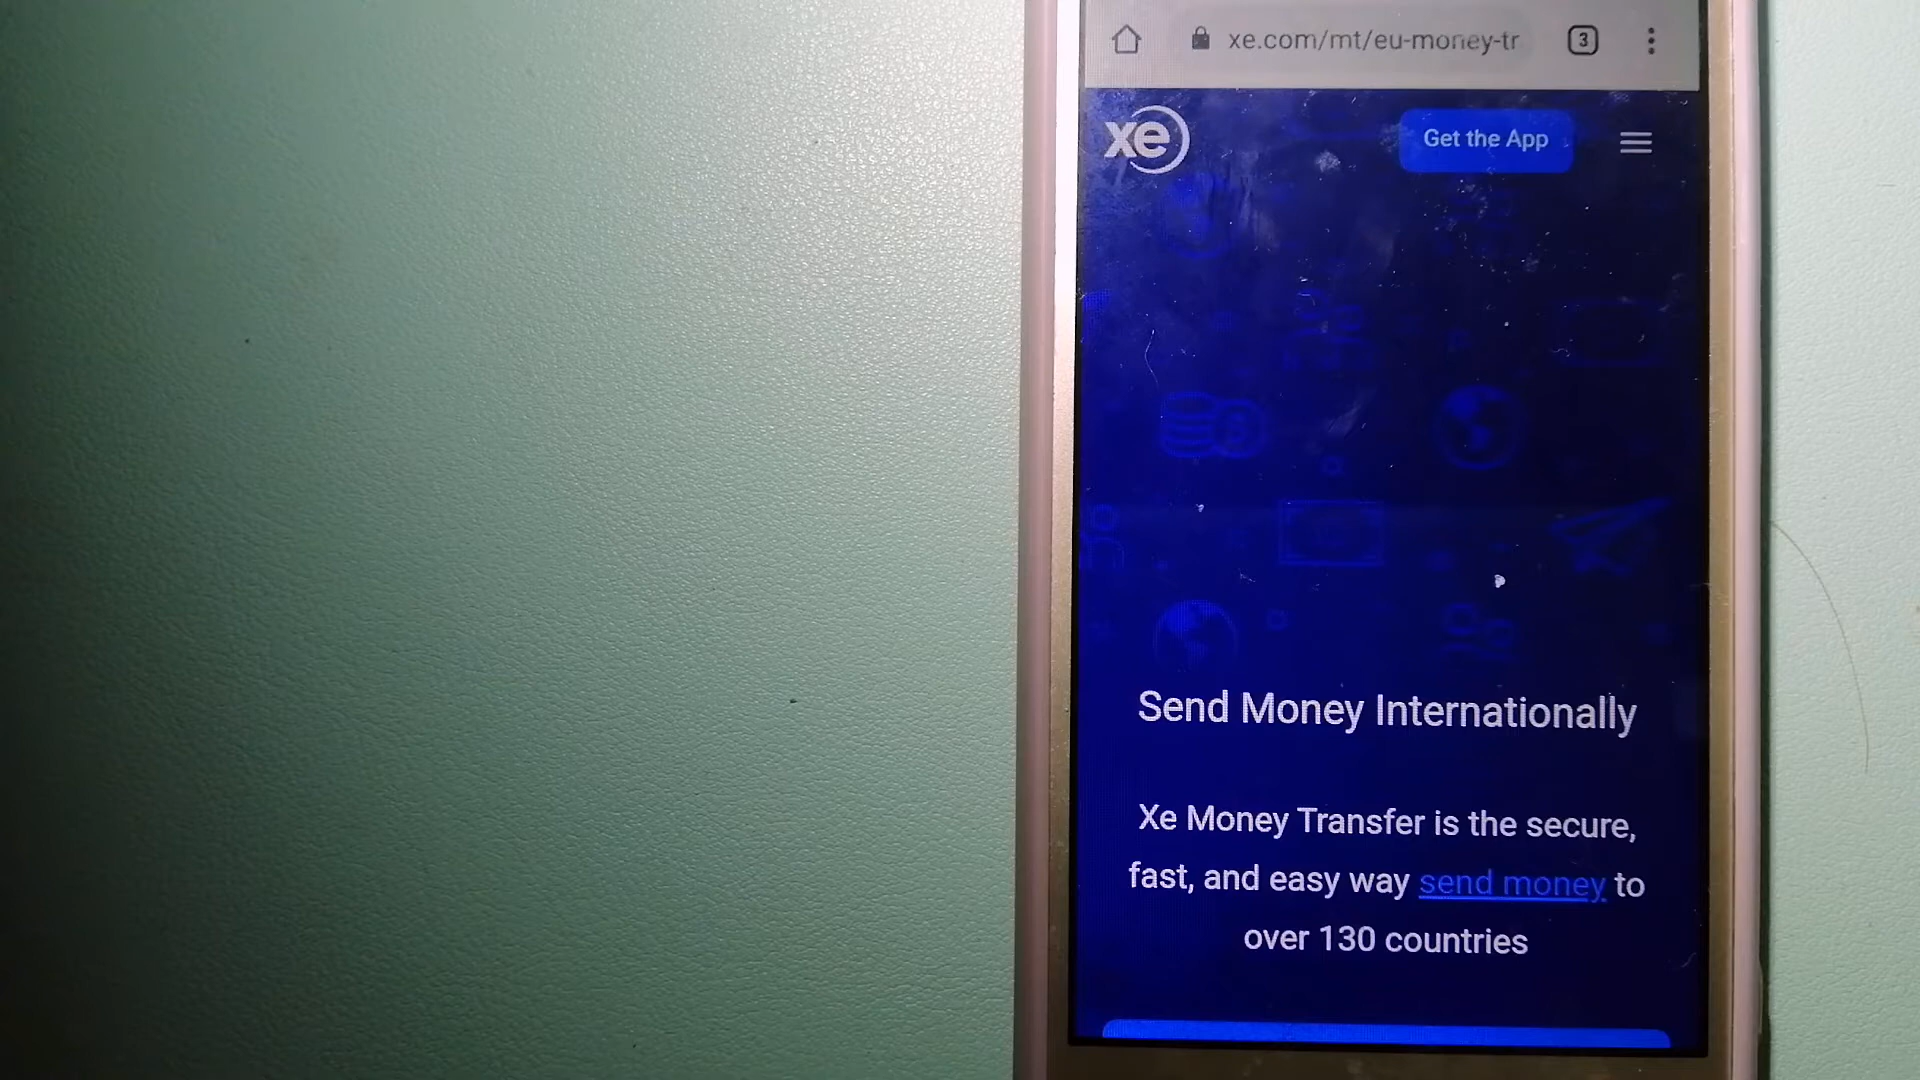 xe.com/mt/eu-money-tr
3
xe
Get the App
Send Money Internationally
Xe Money Transfer is the secure,
fast, and easy way send money to
over 130 countries